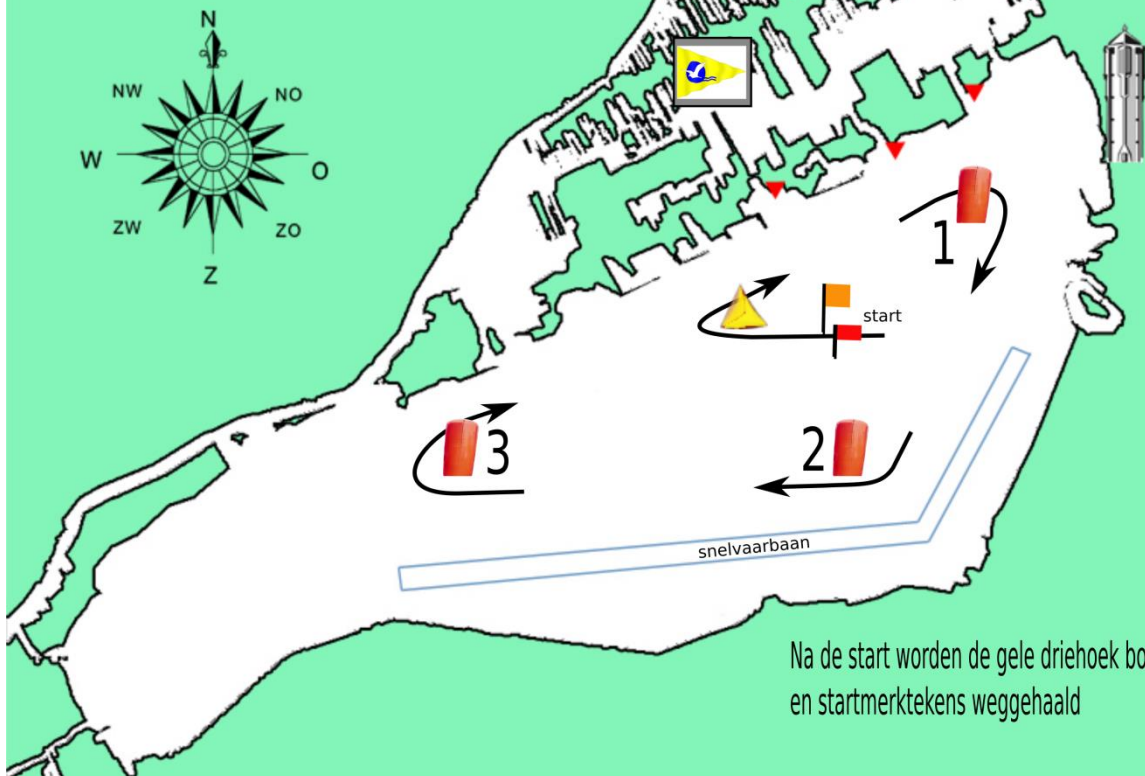 N
NW
NO
W
O
ZW
ZO
Z
1
start
3
2
snelvaarbaan
Na de start worden de gele driehoek bo
en startmerktekens weggehaald